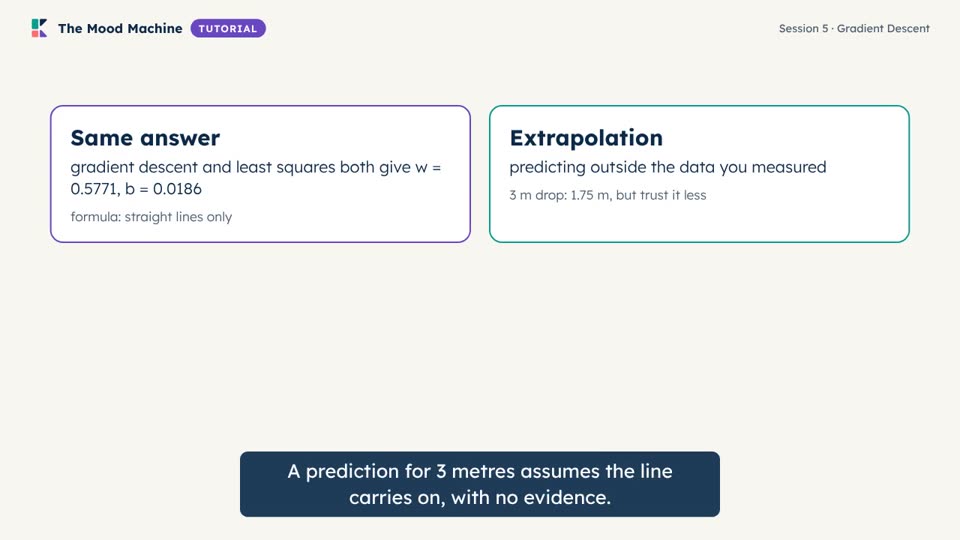 The Mood Machine TUTORIAL
Session 5 · Gradient Descent
Same answer
gradient descent and least squares both give w =
0.5771, b = 0.0186
formula: straight lines only
Extrapolation
predicting outside the data you measured
3 m drop: 1.75 m, but trust it less
A prediction for 3 metres assumes the line
carries on, with no evidence.